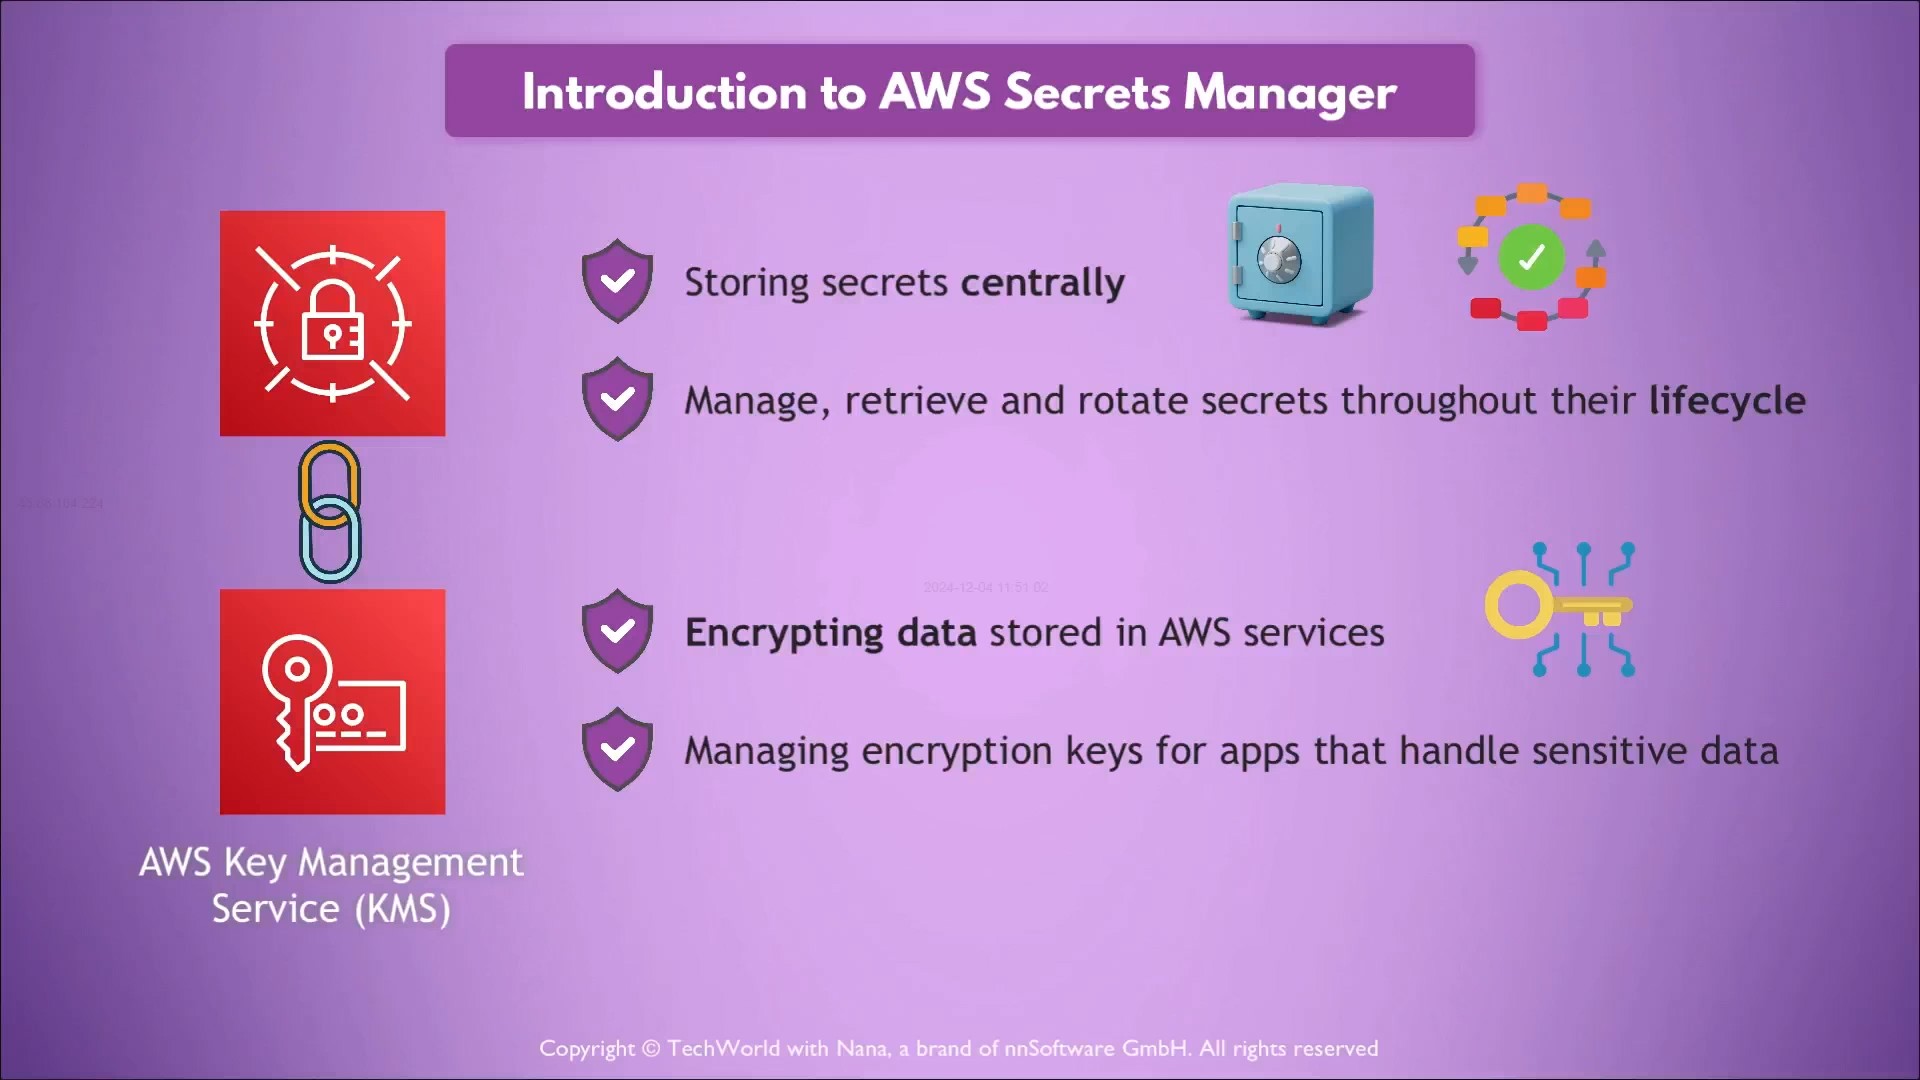 Introduction to AWS Secrets Manager
Storing secrets centrally
Manage, retrieve and rotate secrets throughout their lifecycle
2024-12-04 11:51:02
Encrypting data stored in AWS services
Managing encryption keys for apps that handle sensitive data
AWS Key Management
Service (KMS)
Copyright © TechWorld with Nana, a brand of nnSoftware GmbH. All rights reserved